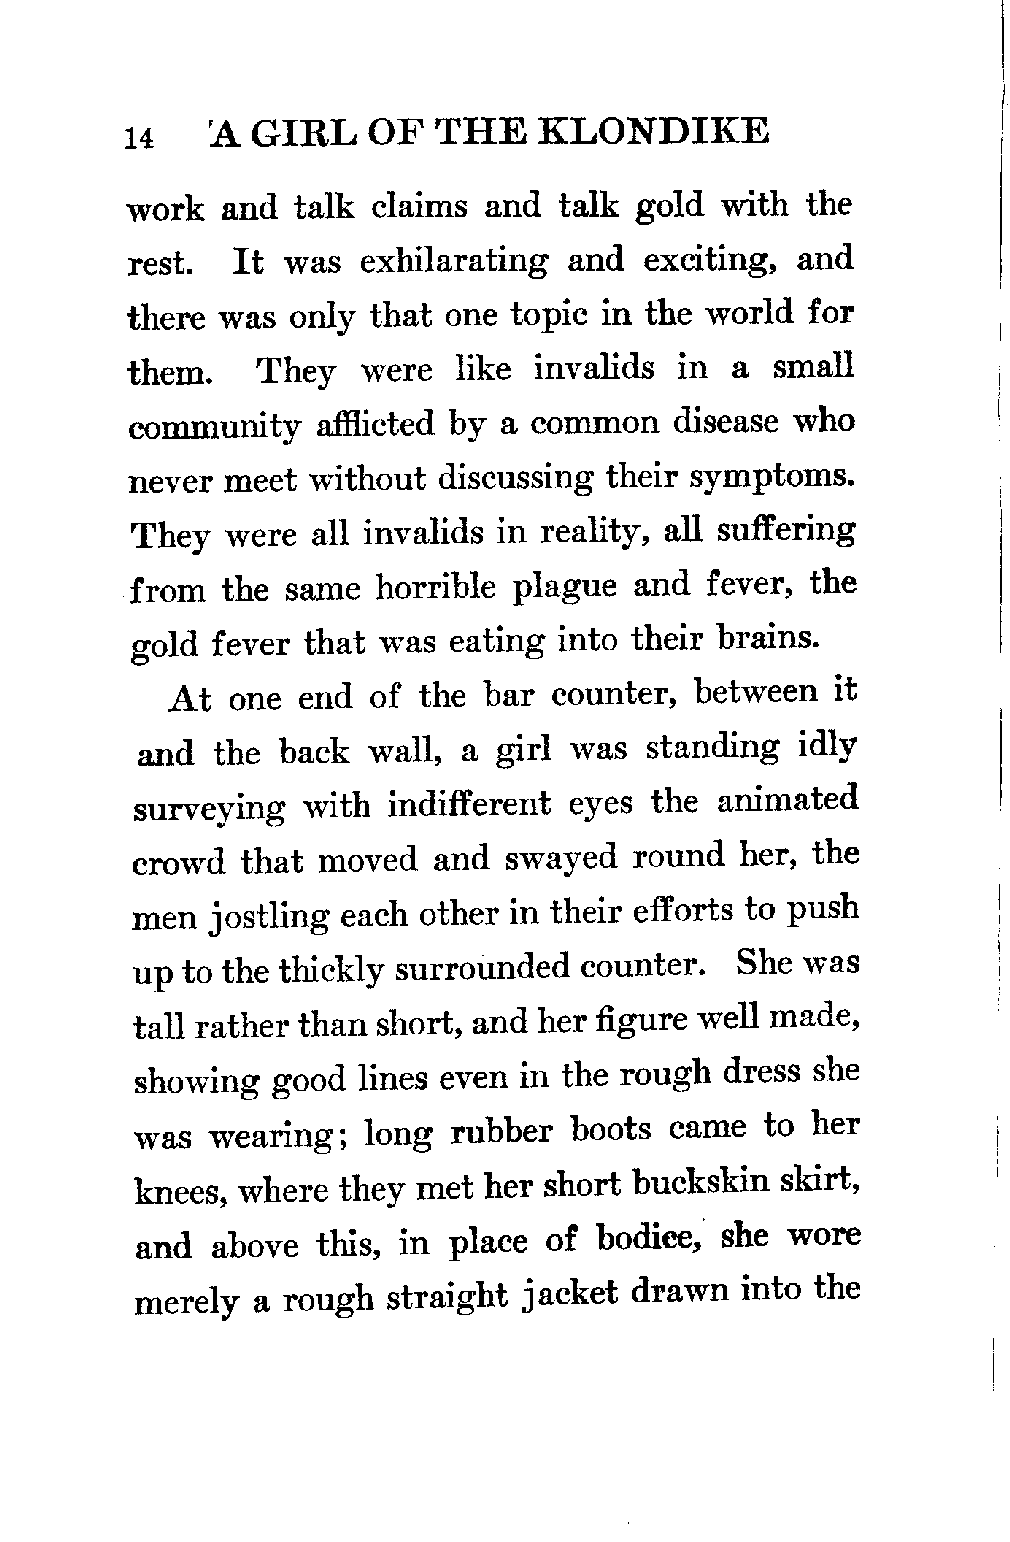 14 A GIRL OF THE KLONDIKE
work and talk claims and talk gold with the
rest. It was exhilarating and exciting, and
there was only that one topic in the world for
them. They were like invalids in a small
community afflicted by a common disease who
never meet without discussing their symptoms.
They were all invalids in reality, all suffering
from the same horrible plague and fever, the
gold fever that was eating into their brains.
At one end of the bar counter, between it
and the back wall, a girl was standing idly
surveying with indifferent eyes the animated
crowd that moved and swayed round her, the
men jostling each other in their efforts to push
up to the thickly surrounded counter. She was
tall rather than short, and her figure well made,
showing good lines even in the rough dress she
was wearing; long rubber boots came to her
knees, where they met her short buckskin skirt,
and above this, in place of bodice, she wore
merely a rough straight jacket drawn into the